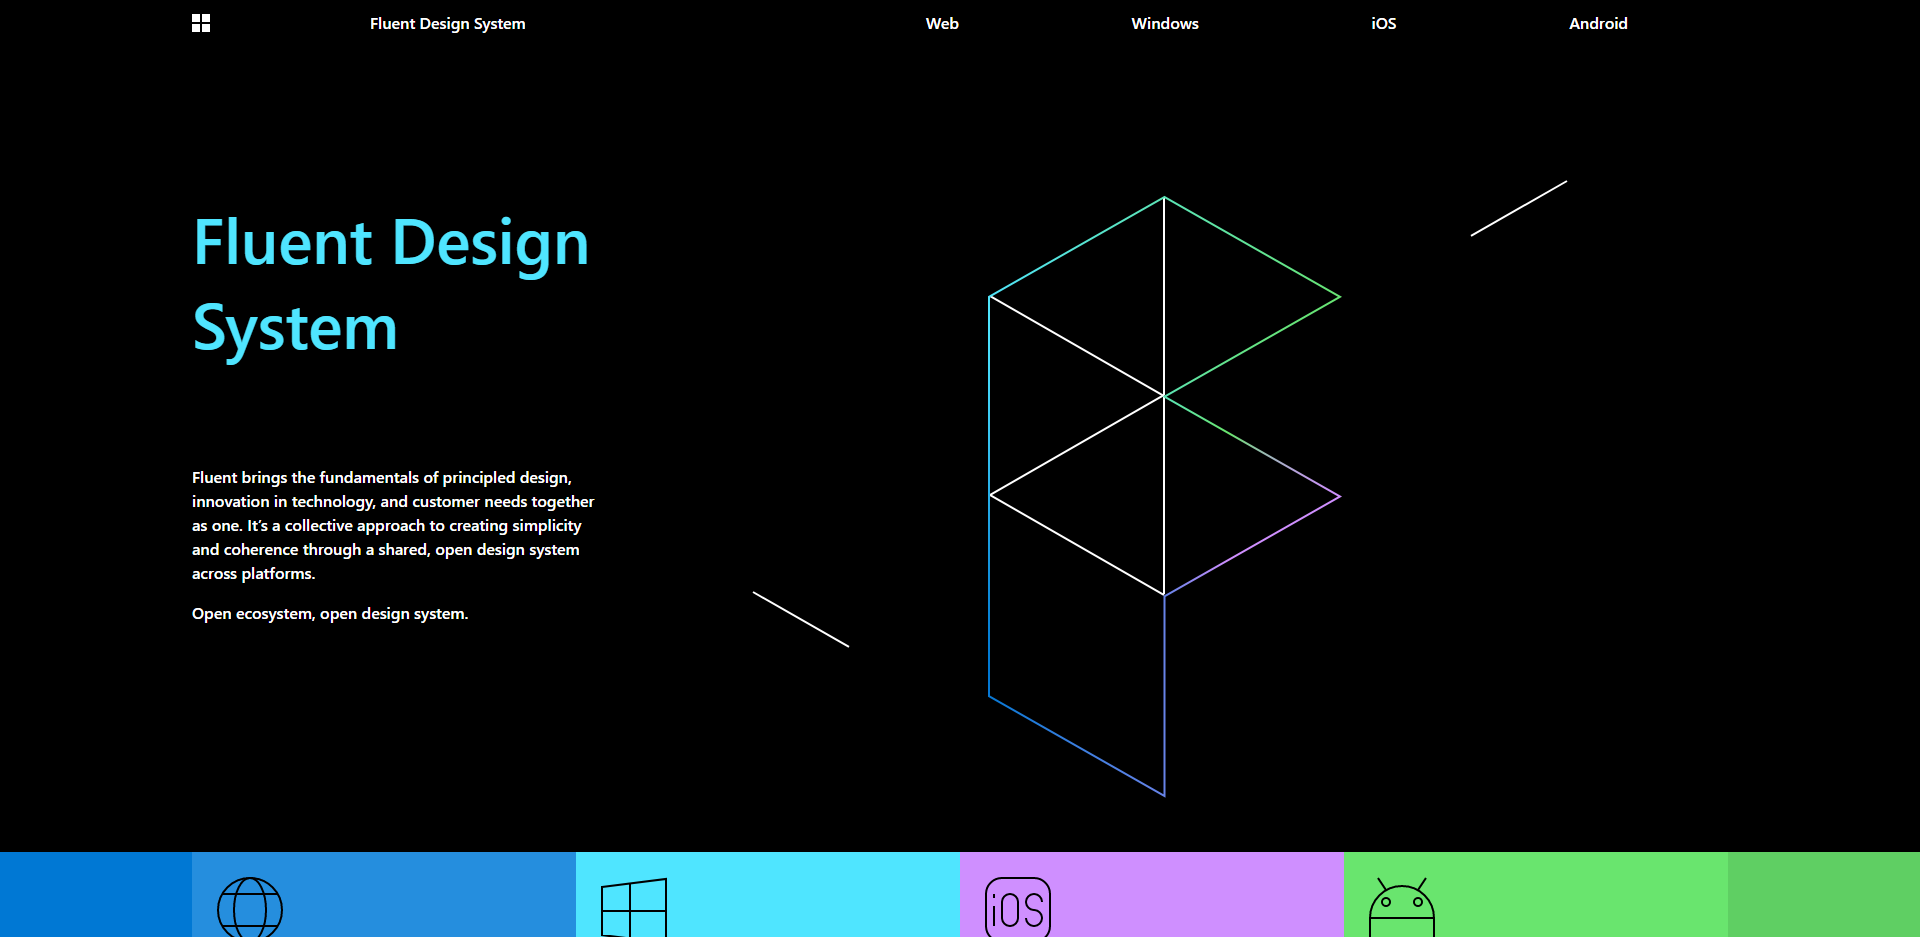 Fluent Design System
Web
Windows
iOS
Android
Fluent Design
System
Fluent brings the fundamentals of principled design,
innovation in technology, and customer needs together
as one. It’s a collective approach to creating simplicity
and coherence through a shared, open design system
across platforms.
Open ecosystem, open design system.
iOS